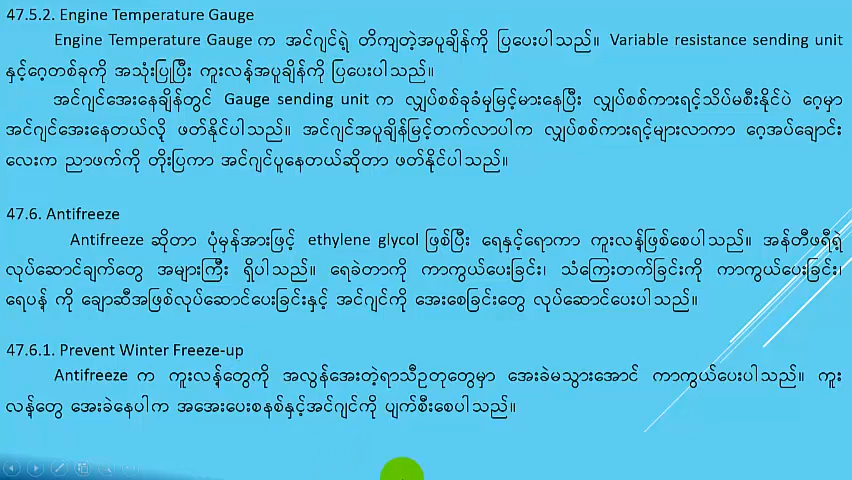 47.5.2. Engine Temperature Gauge
Engine Temperature Gauge က အင်ဂျင်ရဲ့ တိကျတဲ့အပူချိန်ကို ပြပေးပါသည်။ Variable resistance sending unit
နှင့်ဂေ့တစ်ခုကို အသုံးပြုပြီး ကူးလန့်အပူချိန်ကို ပြပေးပါသည်။
အင်ဂျင်အေးနေချိန်တွင် Gauge sending unit က လျှပ်စစ်ခုခံမှုမြင့်မားနေပြီး လျှပ်စစ်ကားရင့်သိပ်မစီးနိုင်ပဲ ဂေ့မှာ
အင်ဂျင်အေးနေတယ်လို့ ဖတ်နိုင်ပါသည်။ အင်ဂျင်အပူချိန်မြင့်တက်လာပါက လျှပ်စစ်ကားရင့်များလာကာ ဂေ့အပ်ချောင်း
လေးက ညာဖက်ကို တိုးပြကာ အင်ဂျင်ပူနေတယ်ဆိုတာ ဖတ်နိုင်ပါသည်။
47.6. Antifreeze
Antifreeze ဆိုတာ ပုံမှန်အားဖြင့် ethylene glycol ဖြစ်ပြီး ရေနှင့်ရောကာ ကူးလန့်ဖြစ်စေပါသည်။ အန်တီဖရီရဲ့
လုပ်ဆောင်ချက်တွေ အများကြီး ရှိပါသည်။ ရေခဲတာကို ကာကွယ်ပေးခြင်း၊ သံကြေးတက်ခြင်းကို ကာကွယ်ပေးခြင်း၊
ရေပန့် ကို ချောဆီအဖြစ်လုပ်ဆောင်ပေးခြင်းနှင့် အင်ဂျင်ကို အေးစေခြင်းတွေ လုပ်ဆောင်ပေးပါသည်။
47.6.1. Prevent Winter Freeze-up
Antifreeze က ကူးလန့်တွေကို အလွန်အေးတဲ့ရာသီဥတုတွေမှာ အေးခဲမသွားအောင် ကာကွယ်ပေးပါသည်။ ကူး
လန့်တွေ အေးခဲနေပါက အအေးပေးစနစ်နှင့်အင်ဂျင်ကို ပျက်စီးစေပါသည်။